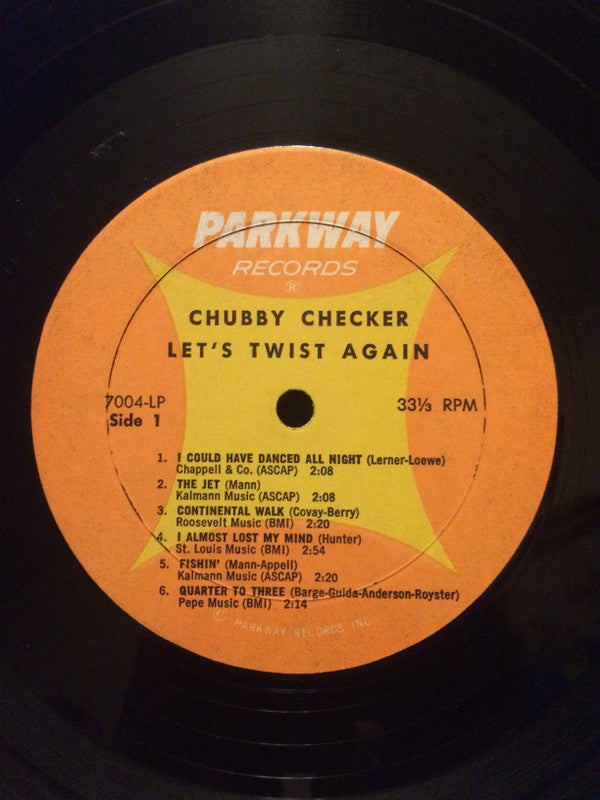 PARKWAY
RECORDS
®
CHUBBY CHECKER
LET'S TWIST AGAIN
7004-LP
Side 1
33⅓ RPM
1. I COULD HAVE DANCED ALL NIGHT (Lerner-Loewe)
Chappell & Co. (ASCAP) 2:08
2. THE JET (Mann)
Kalmann Music (ASCAP) 2:08
3. CONTINENTAL WALK (Covay-Berry)
Roosevelt Music (BMI) 2:20
4. I ALMOST LOST MY MIND (Hunter)
St. Louis Music (BMI) 2:54
5. FISHIN' (Mann-Appell)
Kalmann Music (ASCAP) 2:20
6. QUARTER TO THREE (Barge-Guida-Anderson-Royster)
Pepe Music (BMI) 2:14
© PARKWAY RECORDS INC.